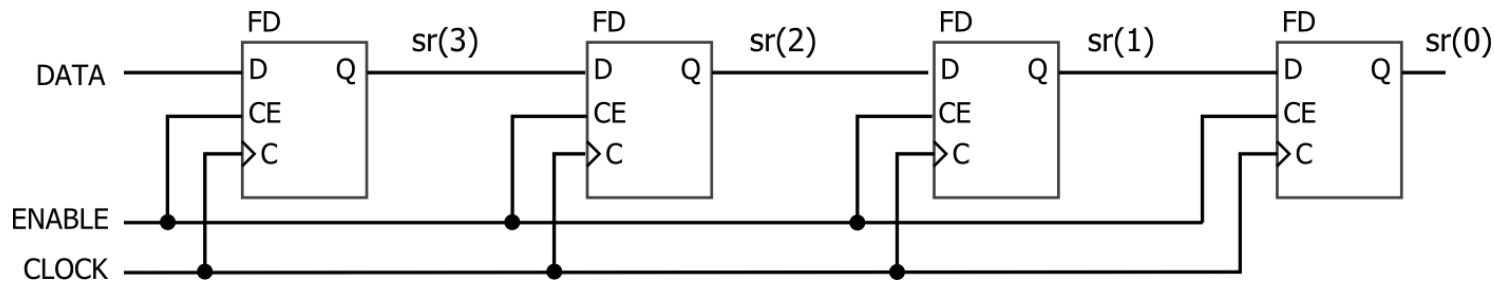 FD FD FD FD
sr(3) sr(2) sr(1) sr(0)
DATA D Q D Q D Q D Q
CE CE CE CE
C C C C
ENABLE
CLOCK